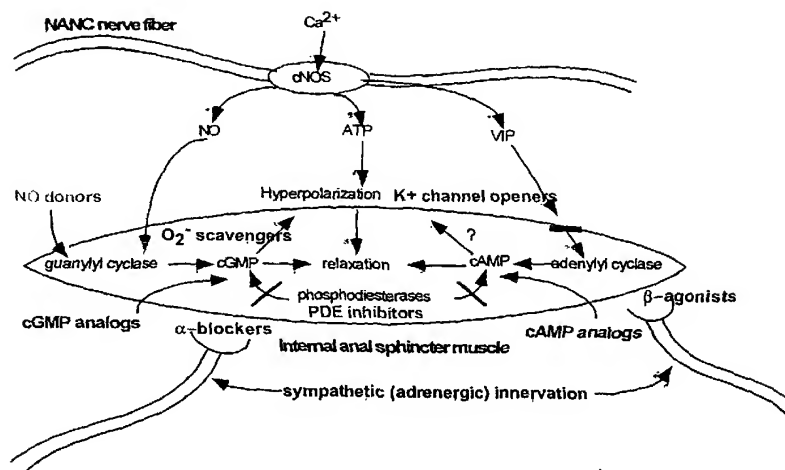 NANC nerve fiber
Ca2+
cNOS
NO
ATP
VIP
Hyperpolarization K+ channel openers
NO donors
O2- scavengers
?
guanylyl cyclase
cGMP
relaxation
cAMP
adenylyl cyclase
phosphodiesterases
PDE inhibitors
cGMP analogs
α-blockers
cAMP analogs
β-agonists
Internal anal sphincter muscle
sympathetic (adrenergic) innervation